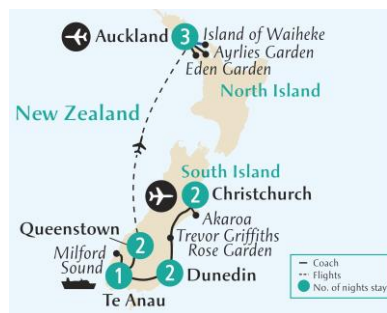 Auckland
3
Island of Waiheke
Ayrlies Garden
Eden Garden
North Island
New Zealand
South Island
2
Christchurch
Akaroa
Trevor Griffiths
Rose Garden
Queenstown
2
Milford
Sound
1
2
Dunedin
Te Anau
Coach
Flights
No. of nights stay